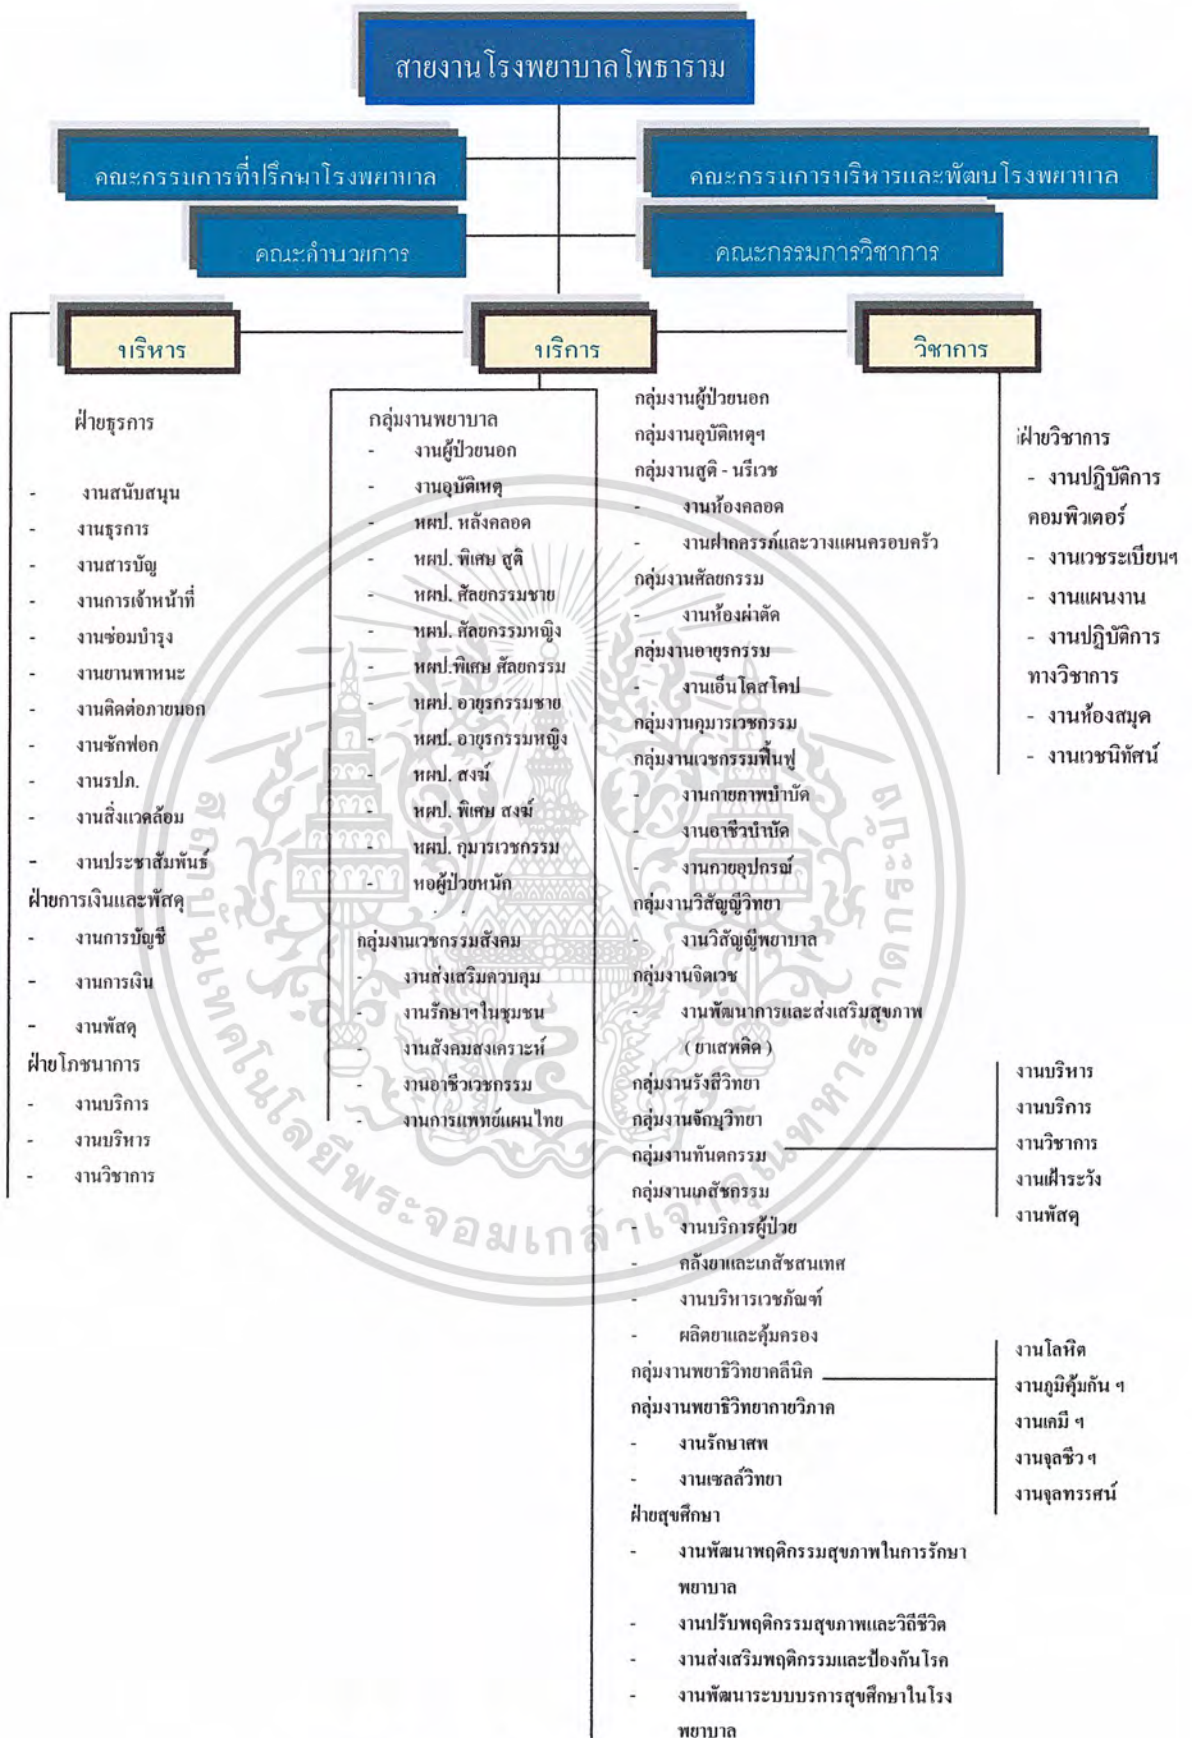 สายงานโรงพยาบาลโพธาราม
คณะกรรมการที่ปรึกษาโรงพยาบาล
คณะกรรมการบริหารและพัฒนโรงพยาบาล
คณะอำนวยการ
คณะกรรมการวิชาการ
บริหาร
บริการ
วิชาการ
ฝ่ายธุรการ
- งานสนับสนุน
- งานธุรการ
- งานสารบัญ
- งานการเจ้าหน้าที่
- งานซ่อมบำรุง
- งานยานพาหนะ
- งานติดต่อภายนอก
- งานซักฟอก
- งานรปภ.
- งานสิ่งแวดล้อม
- งานประชาสัมพันธ์
ฝ่ายการเงินและพัสดุ
- งานการบัญชี
- งานการเงิน
- งานพัสดุ
ฝ่ายโภชนาการ
- งานบริการ
- งานบริหาร
- งานวิชาการ
กลุ่มงานพยาบาล
- งานผู้ป่วยนอก
- งานอุบัติเหตุ
- หผป. หลังคลอด
- หผป. พิเศษ สูติ
- หผป. ศัลยกรรมชาย
- หผป. ศัลยกรรมหญิง
- หผป.พิเศษ ศัลยกรรม
- หผป. อายุรกรรมชาย
- หผป. อายุรกรรมหญิง
- หผป. สงฆ์
- หผป. พิเศษ สงฆ์
- หผป. กุมารเวชกรรม
- หอผู้ป่วยหนัก
กลุ่มงานเวชกรรมสังคม
- งานส่งเสริมควบคุม
- งานรักษาฯในชุมชน
- งานสังคมสงเคราะห์
- งานอาชีวเวชกรรม
- งานการแพทย์แผนไทย
กลุ่มงานผู้ป่วยนอก
กลุ่มงานอุบัติเหตุฯ
กลุ่มงานสูติ - นรีเวช
- งานห้องคลอด
- งานฝากครรภ์และวางแผนครอบครัว
กลุ่มงานศัลยกรรม
- งานห้องผ่าตัด
กลุ่มงานอายุรกรรม
- งานเอ็นโดสโคป
กลุ่มงานกุมารเวชกรรม
กลุ่มงานเวชกรรมฟื้นฟู
- งานกายภาพบำบัด
- งานอาชีวบำบัด
- งานกายอุปกรณ์
กลุ่มงานวิสัญญีวิทยา
- งานวิสัญญีพยาบาล
กลุ่มงานจิตเวช
- งานพัฒนาการและส่งเสริมสุขภาพ
( ยาเสพติด )
กลุ่มงานรังสีวิทยา
กลุ่มงานจักษุวิทยา
กลุ่มงานทันตกรรม
กลุ่มงานเภสัชกรรม
- งานบริการผู้ป่วย
- คลังยาและเภสัชสนเทศ
- งานบริหารเวชภัณฑ์
- ผลิตยาและคุ้มครอง
กลุ่มงานพยาธิวิทยาคลีนิค
กลุ่มงานพยาธิวิทยากายวิภาค
- งานรักษาศพ
- งานเซลล์วิทยา
ฝ่ายสุขศึกษา
- งานพัฒนาพฤติกรรมสุขภาพในการรักษา
พยาบาล
- งานปรับพฤติกรรมสุขภาพและวิถีชีวิต
- งานส่งเสริมพฤติกรรมและป้องกันโรค
- งานพัฒนาระบบบรการสุขศึกษาในโรง
พยาบาล
ฝ่ายวิชาการ
- งานปฏิบัติการ
คอมพิวเตอร์
- งานเวชระเบียนฯ
- งานแผนงาน
- งานปฏิบัติการ
ทางวิชาการ
- งานห้องสมุด
- งานเวชนิทัศน์
งานบริหาร
งานบริการ
งานวิชาการ
งานเฝ้าระวัง
งานพัสดุ
งานโลหิต
งานภูมิคุ้มกัน ฯ
งานเคมี ฯ
งานจุลชีว ฯ
งานจุลทรรศน์
สถาบันเทคโนโลยีพระจอมเกล้าเจ้าคุณทหารลาดกระบัง